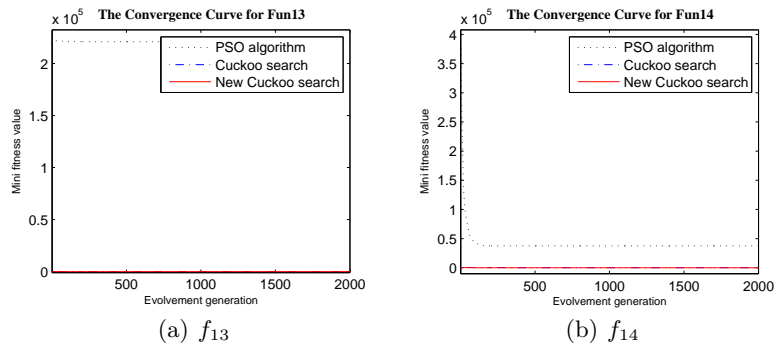 The Convergence Curve for Fun13
x 10^5
PSO algorithm
Cuckoo search
New Cuckoo search
2
1.5
1
0.5
0
Mini fitness value
500
1000
1500
2000
Evolvement generation
(a) f13
The Convergence Curve for Fun14
x 10^5
PSO algorithm
Cuckoo search
New Cuckoo search
4
3.5
3
2.5
2
1.5
1
0.5
0
Mini fitness value
500
1000
1500
2000
Evolvement generation
(b) f14